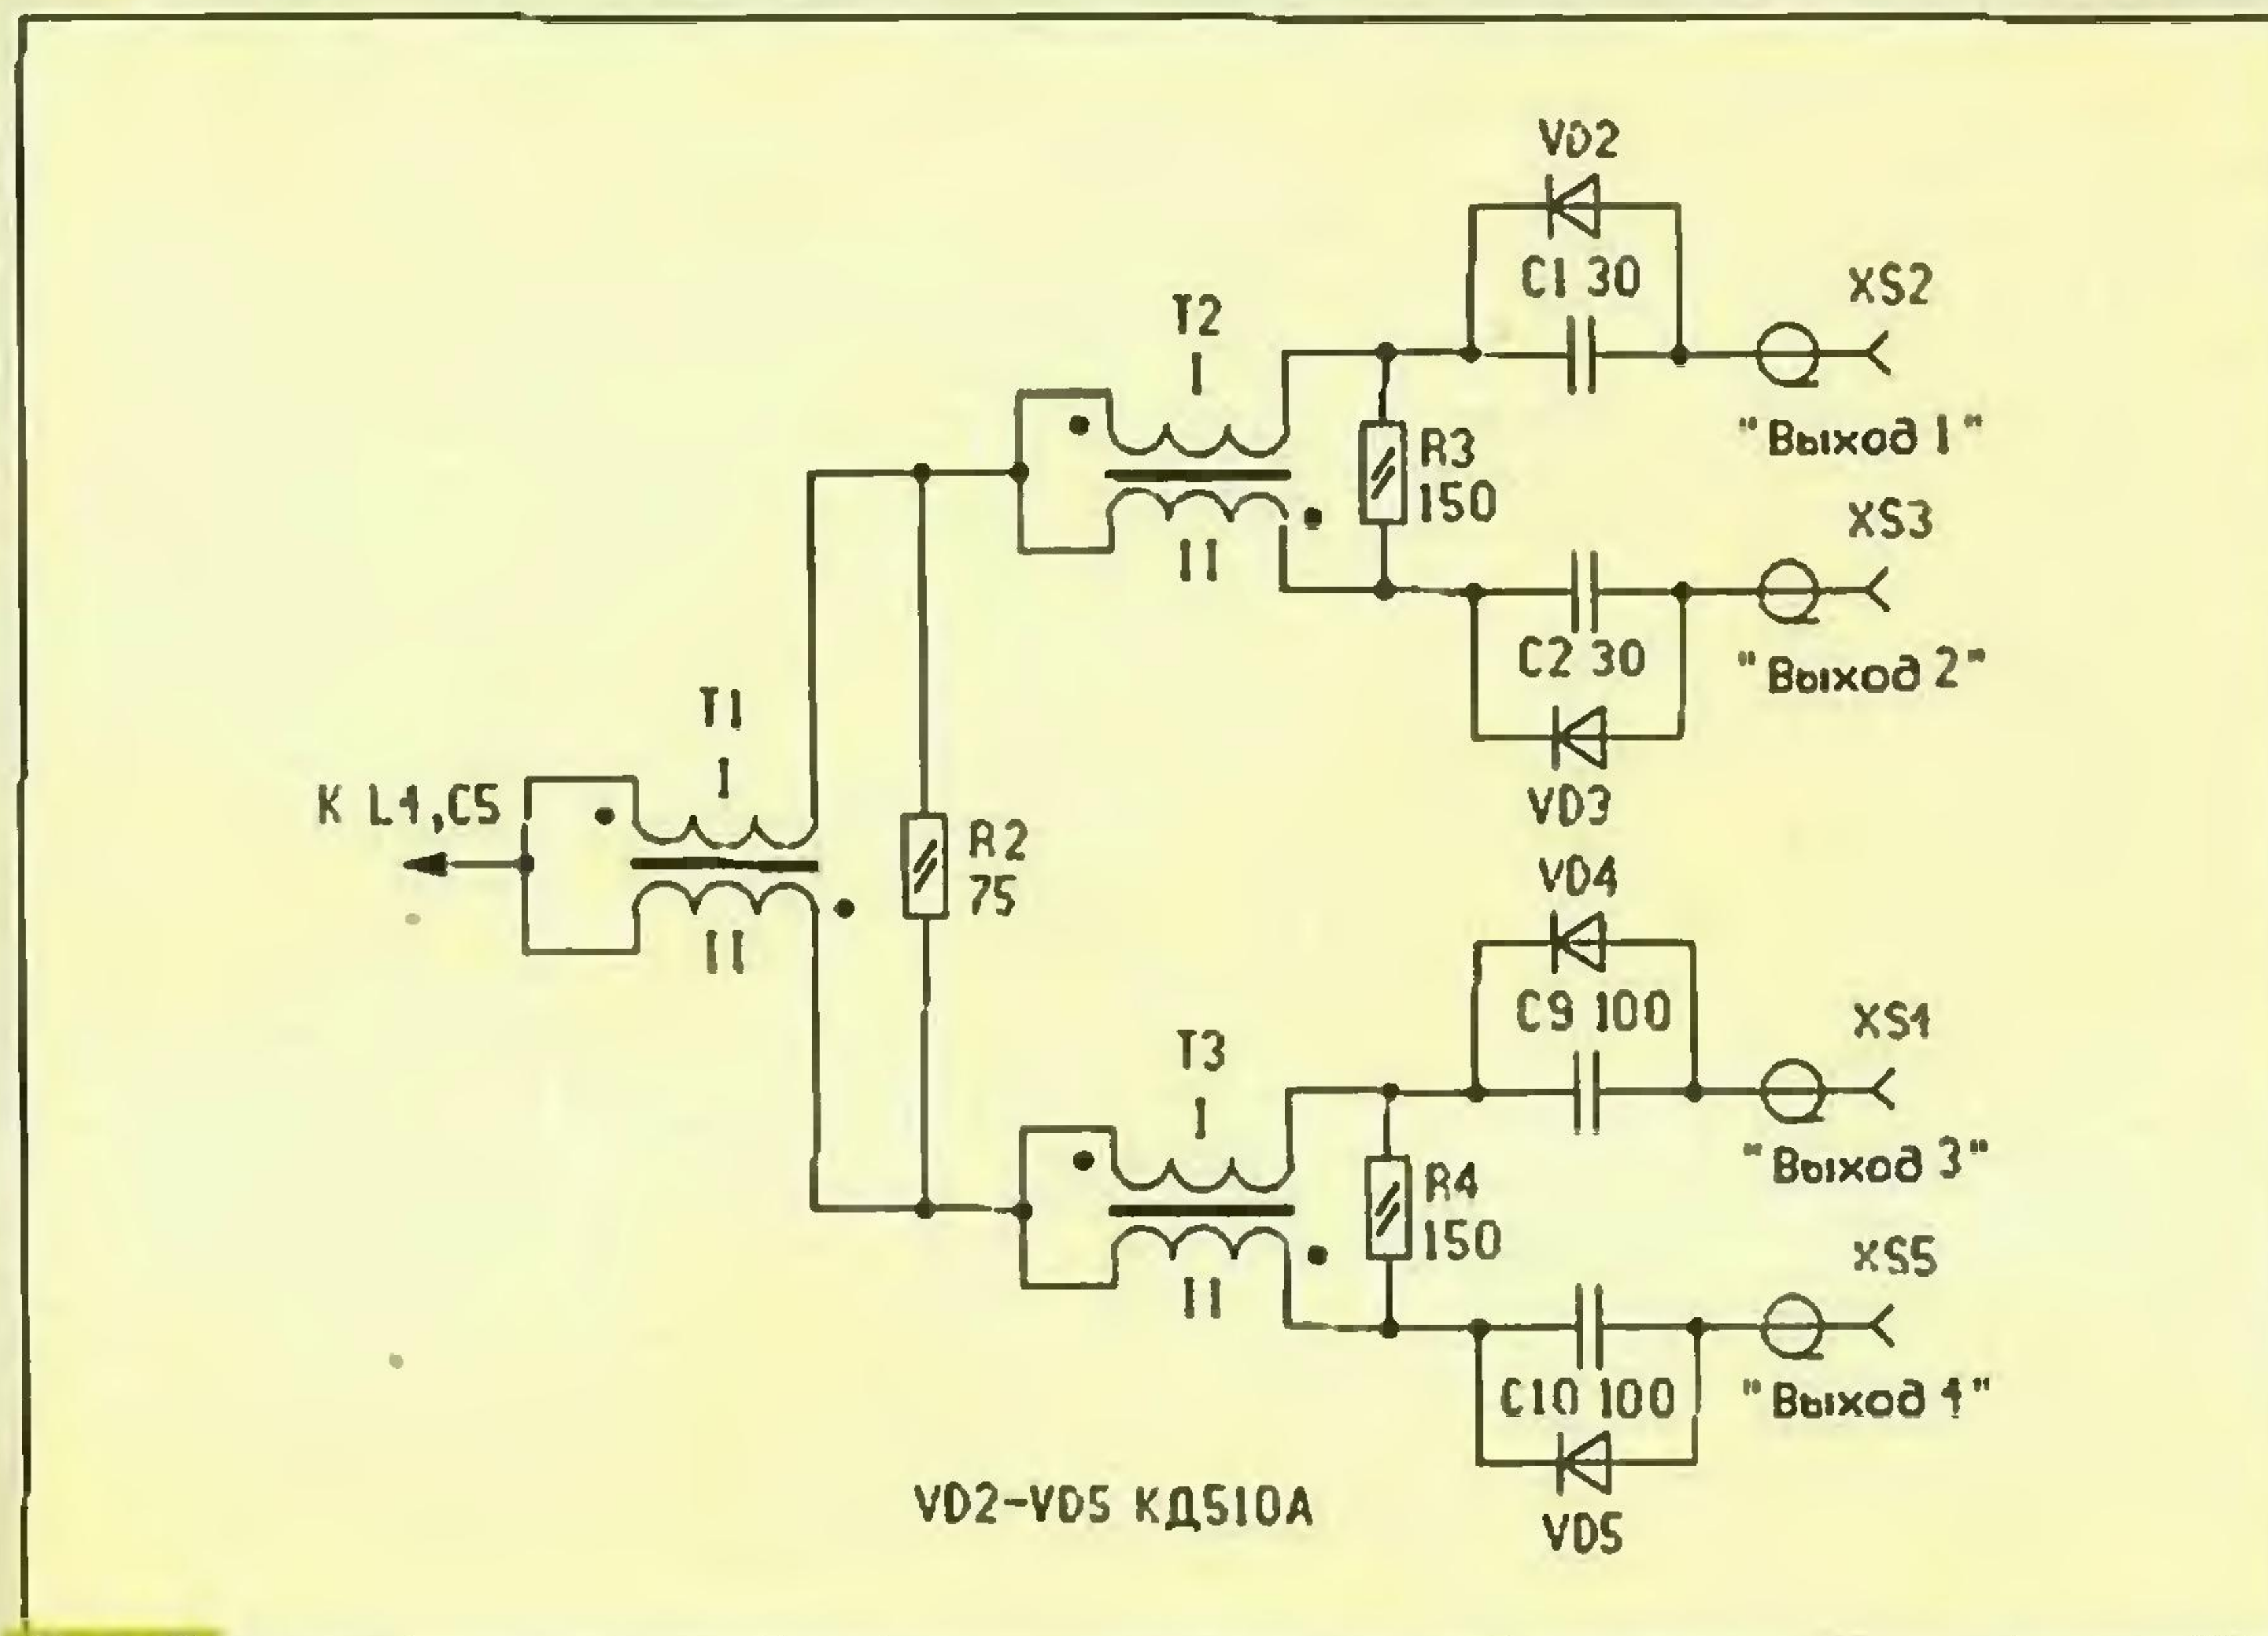 VD2
C1 30
XS2
T2
I
"Выход 1"
R3
150
XS3
II
C2 30
"Выход 2"
T1
I
VD3
К L4,C5
R2
75
VD4
II
C9 100
XS4
T3
I
"Выход 3"
R4
150
XS5
II
C10 100
"Выход 4"
VD2-VD5 КД510А
VD5